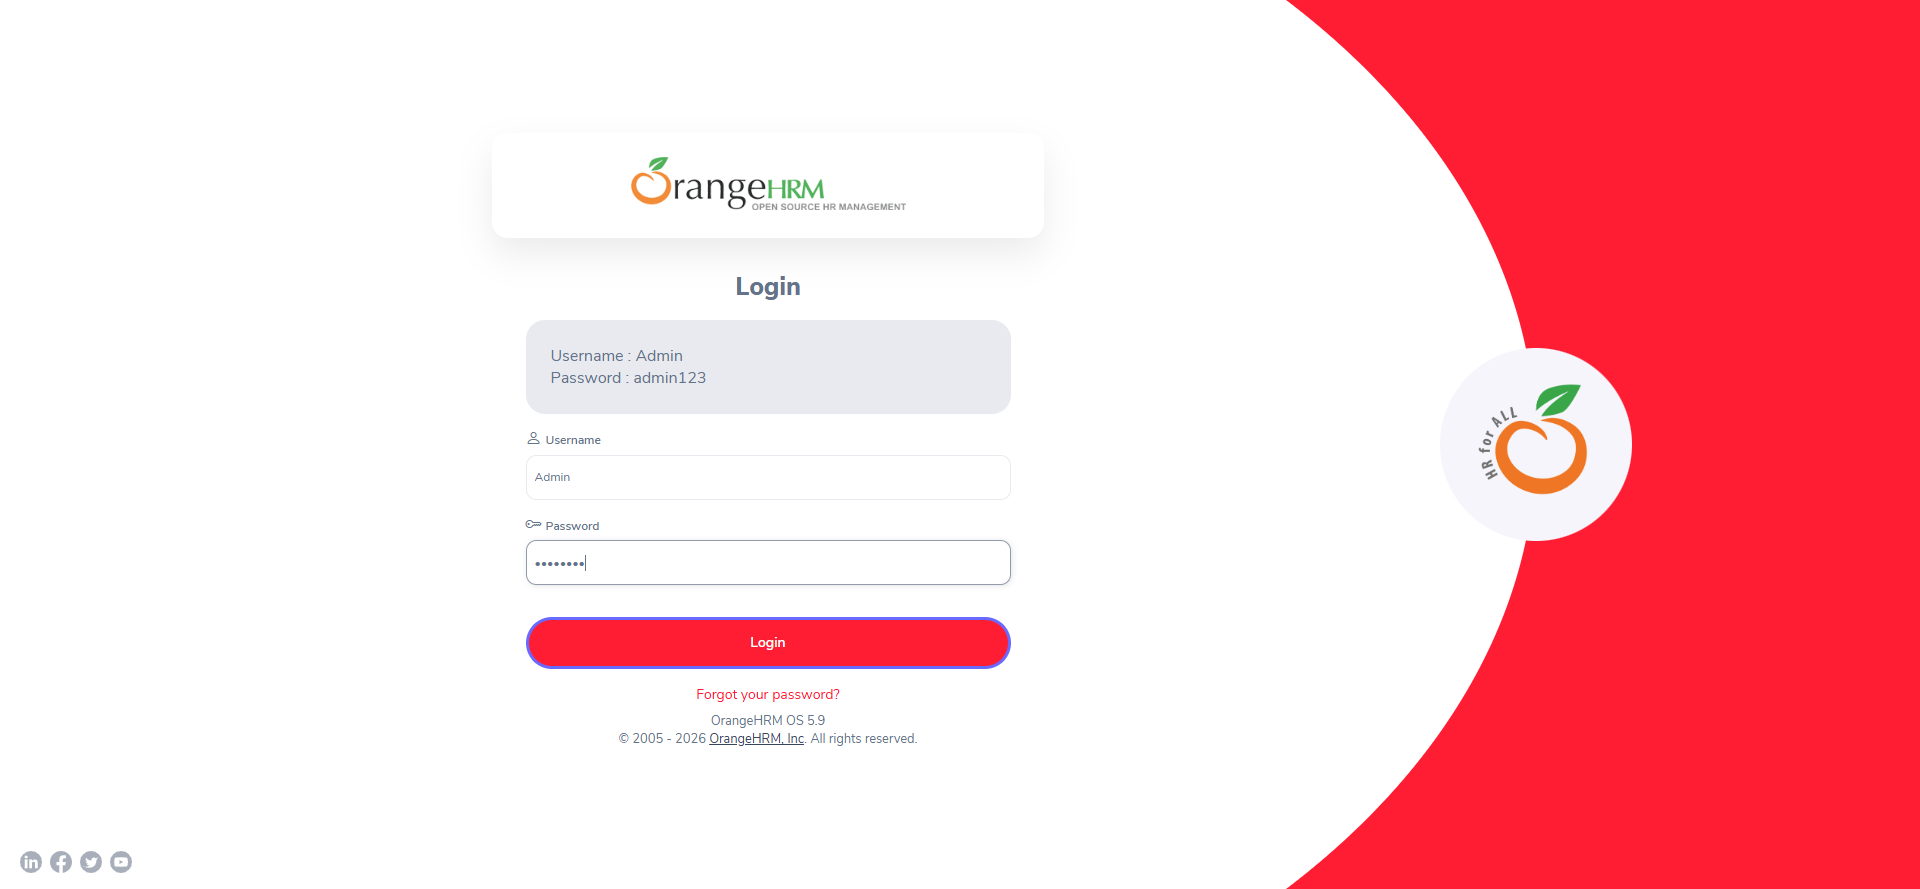 OrangeHRM
OPEN SOURCE HR MANAGEMENT
Login
Username : Admin
Password : admin123
Username
Admin
Password
••••••••
Login
Forgot your password?
OrangeHRM OS 5.9
© 2005 - 2026 OrangeHRM, Inc. All rights reserved.
HR for ALL
in